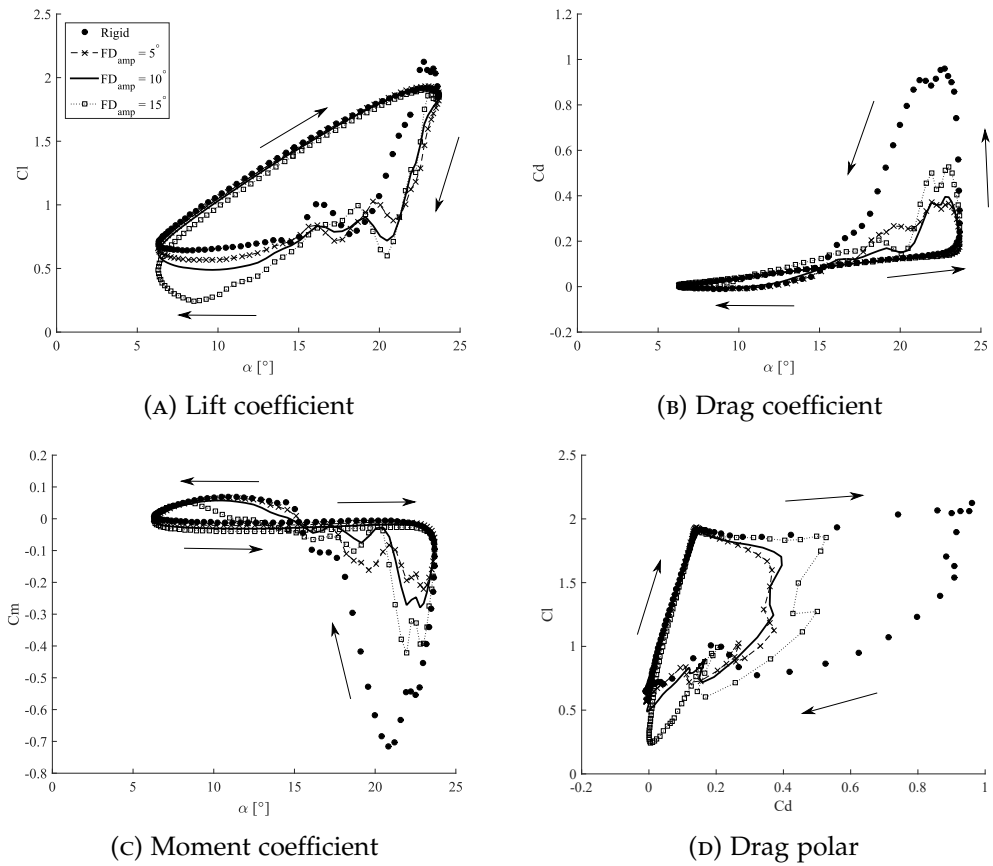 2.5
2
1.5
1
0.5
0
Cl
Rigid
FD_amp = 5°
FD_amp = 10°
FD_amp = 15°
0 5 10 15 20 25
α [°]
(A) Lift coefficient
1.2
1
0.8
0.6
0.4
0.2
0
-0.2
Cd
0 5 10 15 20 25
α [°]
(B) Drag coefficient
0.2
0.1
0
-0.1
-0.2
-0.3
-0.4
-0.5
-0.6
-0.7
-0.8
Cm
0 5 10 15 20 25
α [°]
(C) Moment coefficient
2.5
2
1.5
1
0.5
0
Cl
0 0.2 0.4 0.6 0.8 1
Cd
(D) Drag polar